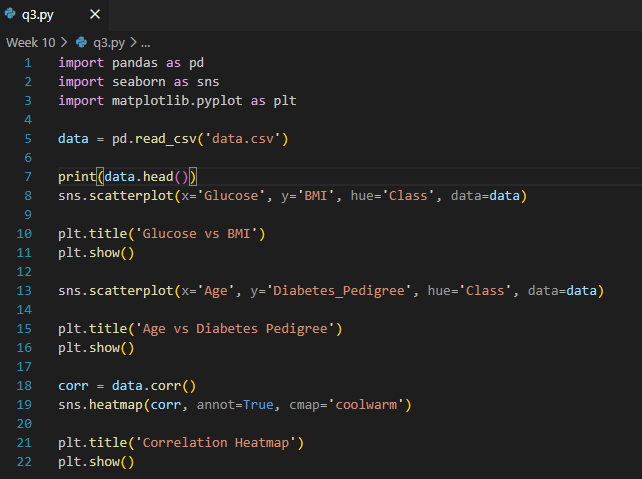 q3.py
Week 10 > q3.py > ...
1 import pandas as pd
2 import seaborn as sns
3 import matplotlib.pyplot as plt
4
5 data = pd.read_csv('data.csv')
6
7 print(data.head())
8 sns.scatterplot(x='Glucose', y='BMI', hue='Class', data=data)
9
10 plt.title('Glucose vs BMI')
11 plt.show()
12
13 sns.scatterplot(x='Age', y='Diabetes_Pedigree', hue='Class', data=data)
14
15 plt.title('Age vs Diabetes Pedigree')
16 plt.show()
17
18 corr = data.corr()
19 sns.heatmap(corr, annot=True, cmap='coolwarm')
20
21 plt.title('Correlation Heatmap')
22 plt.show()